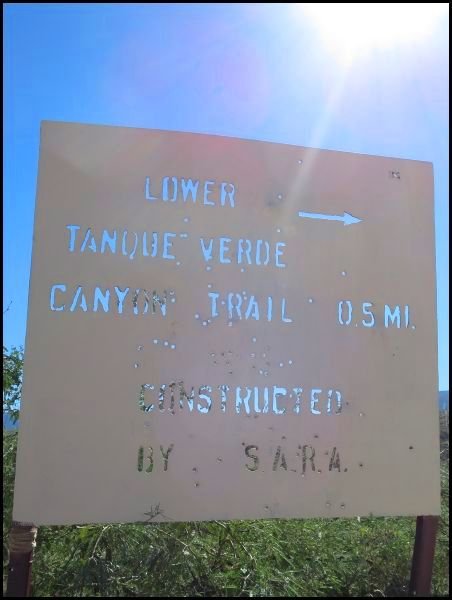 LOWER
TANQUE VERDE
CANYON TRAIL 0.5 MI.
CONSTRUCTED
BY S.A.R.A.